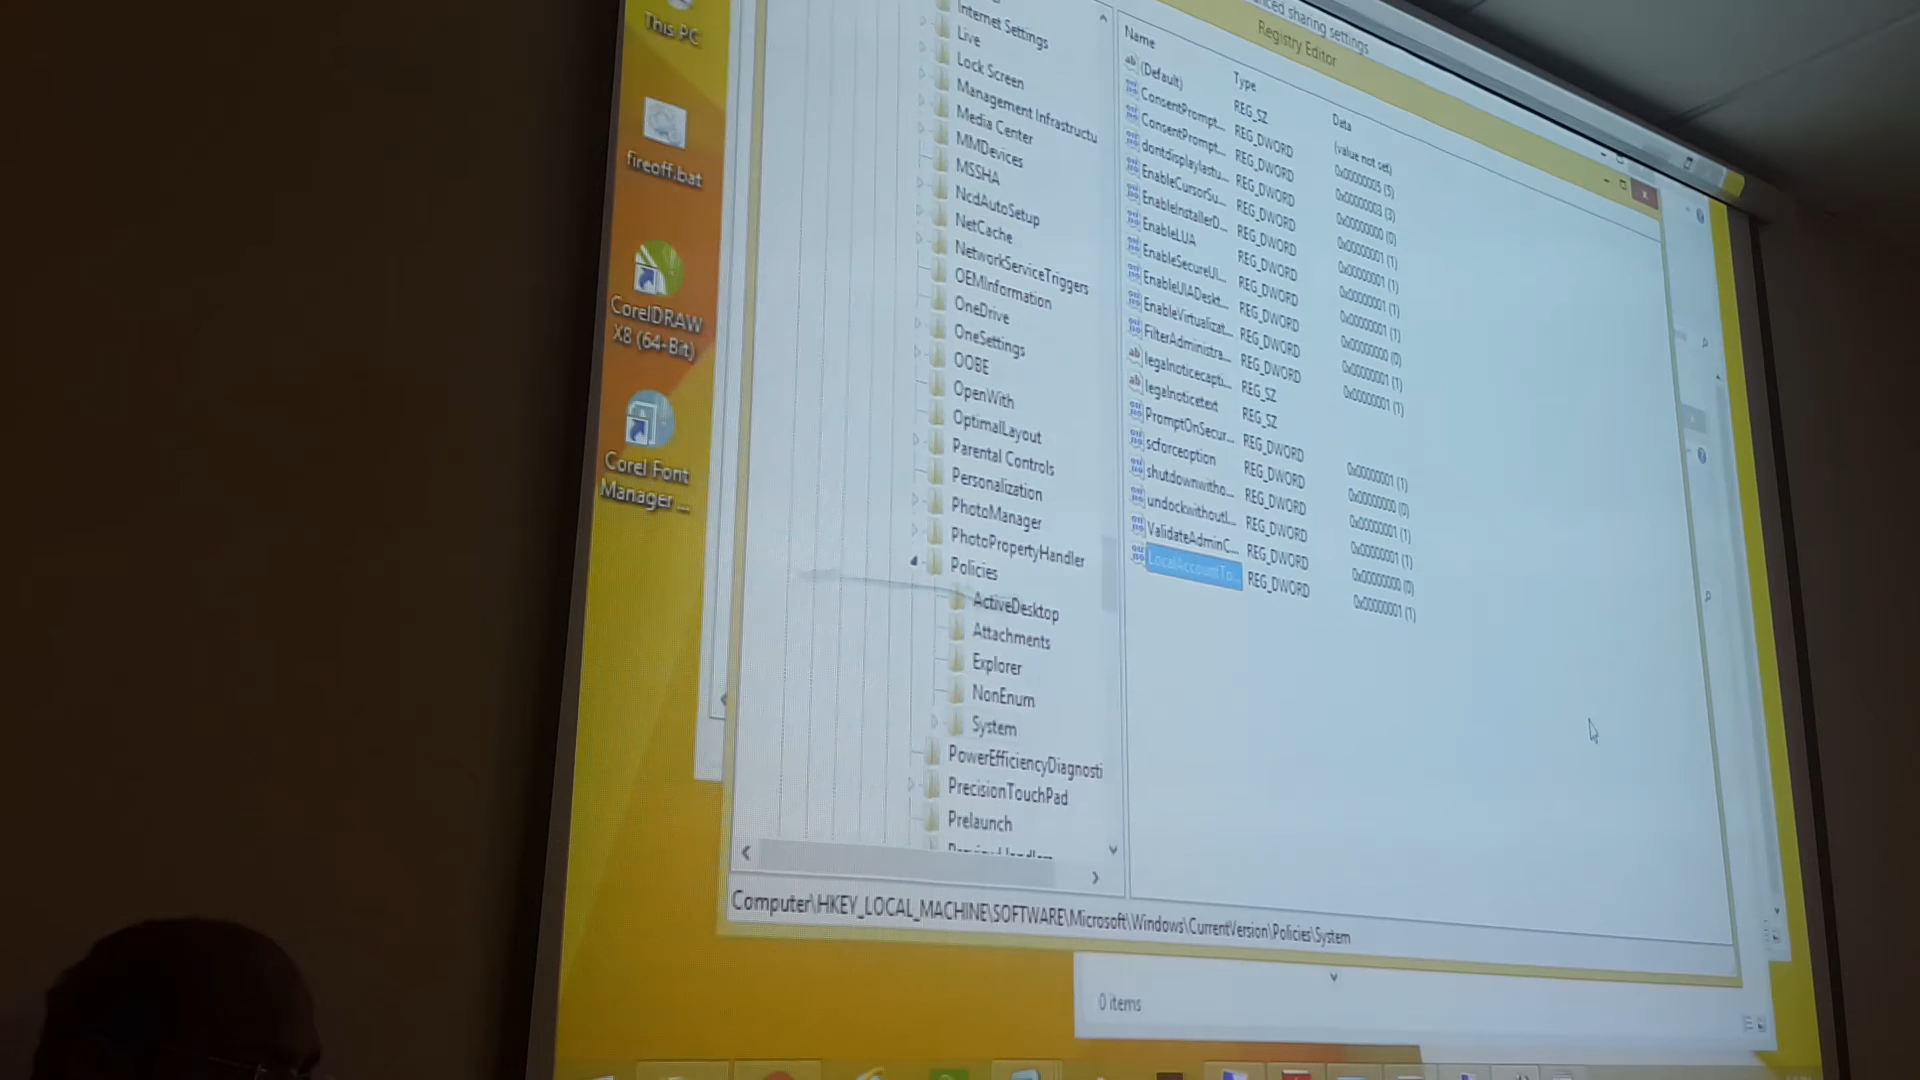 This PC
fireoff.bat
CorelDRAW
X8 (64-Bit)
Corel Font
Manager ...
sharing settings
Registry Editor
Internet Settings
Live
Lock Screen
Management Infrastructu
Media Center
MMDevices
MSSHA
NcdAutoSetup
NetCache
NetworkServiceTriggers
OEMInformation
OneDrive
OneSettings
OOBE
OpenWith
OptimalLayout
Parental Controls
Personalization
PhotoManager
PhotoPropertyHandler
Policies
ActiveDesktop
Attachments
Explorer
NonEnum
System
PowerEfficiencyDiagnosti
PrecisionTouchPad
Prelaunch
Name Type Data
(Default) REG_SZ (value not set)
ConsentPrompt... REG_DWORD 0x00000005 (5)
ConsentPrompt... REG_DWORD 0x00000003 (3)
dontdisplaylastu... REG_DWORD 0x00000000 (0)
EnableCursorSu... REG_DWORD 0x00000001 (1)
EnableInstallerD... REG_DWORD 0x00000001 (1)
EnableLUA REG_DWORD 0x00000001 (1)
EnableSecureUI... REG_DWORD 0x00000001 (1)
EnableUIADeskt... REG_DWORD 0x00000000 (0)
EnableVirtualizat... REG_DWORD 0x00000001 (1)
FilterAdministra... REG_DWORD 0x00000001 (1)
legalnoticecapti... REG_SZ
legalnoticetext REG_SZ
PromptOnSecur... REG_DWORD 0x00000001 (1)
scforceoption REG_DWORD 0x00000000 (0)
shutdownwitho... REG_DWORD 0x00000001 (1)
undockwithoutl... REG_DWORD 0x00000001 (1)
ValidateAdminC... REG_DWORD 0x00000000 (0)
LocalAccountTo... REG_DWORD 0x00000001 (1)
Computer\HKEY_LOCAL_MACHINE\SOFTWARE\Microsoft\Windows\CurrentVersion\Policies\System
0 items